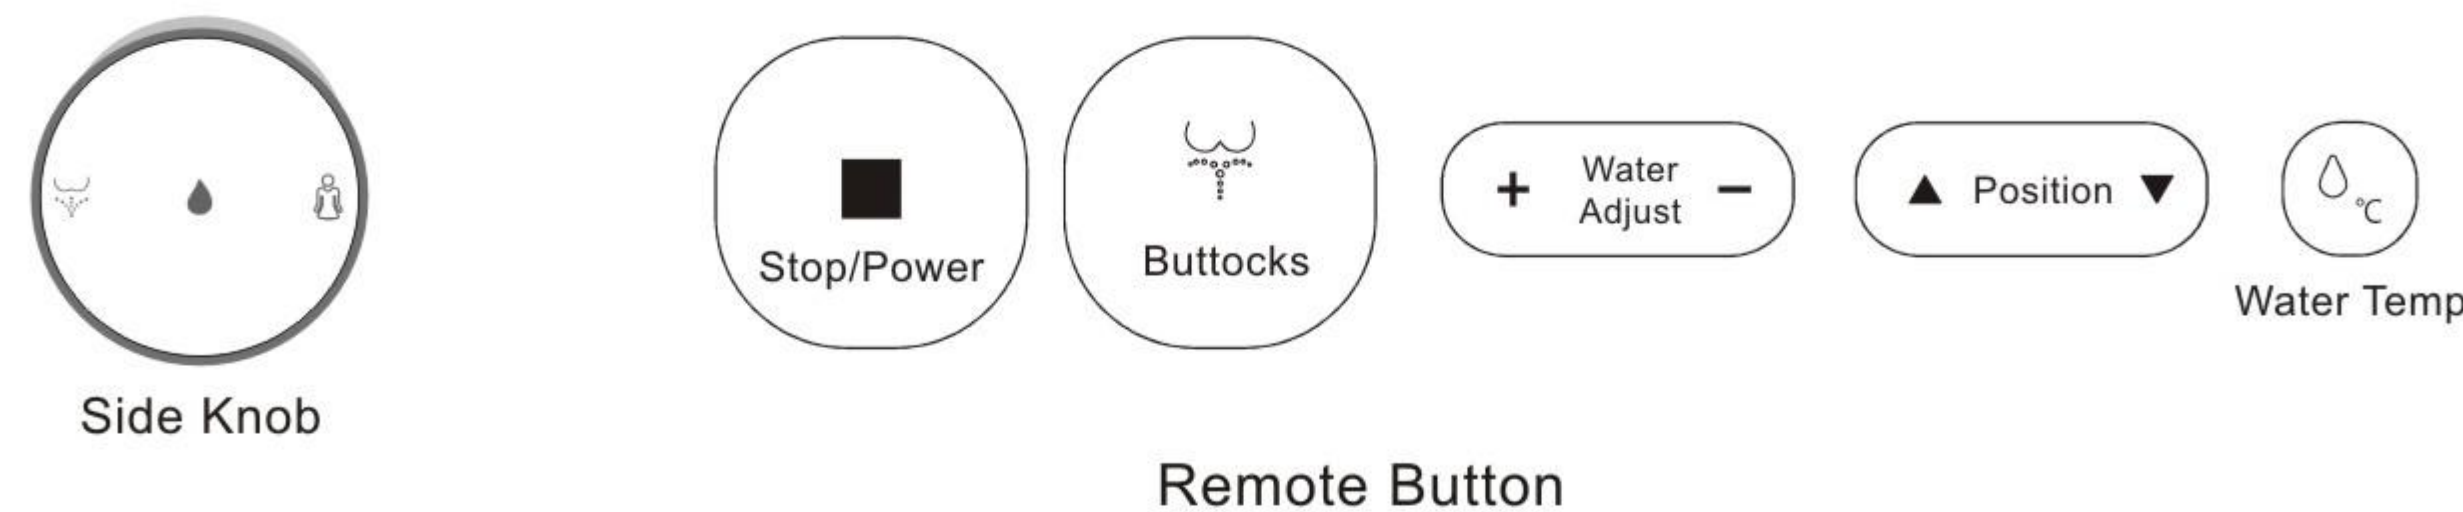 Side Knob
Stop/Power
Buttocks
+ Water Adjust −
▲ Position ▼
°C
Water Temp
Remote Button